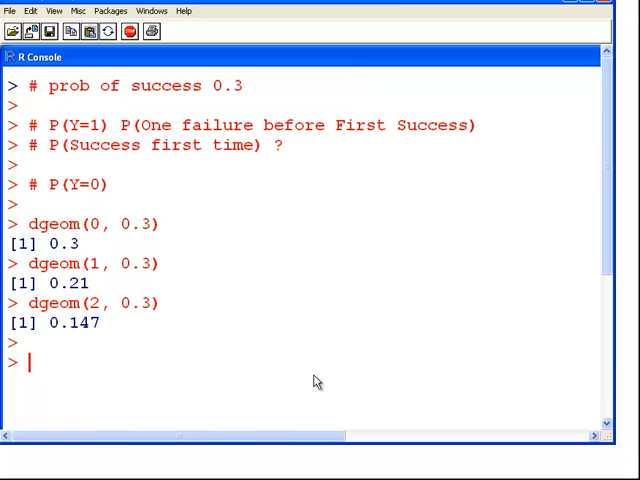 File Edit View Misc Packages Windows Help
STOP
R Console
> # prob of success 0.3
>
> # P(Y=1) P(One failure before First Success)
> # P(Success first time) ?
>
> # P(Y=0)
>
> dgeom(0, 0.3)
[1] 0.3
> dgeom(1, 0.3)
[1] 0.21
> dgeom(2, 0.3)
[1] 0.147
>
>